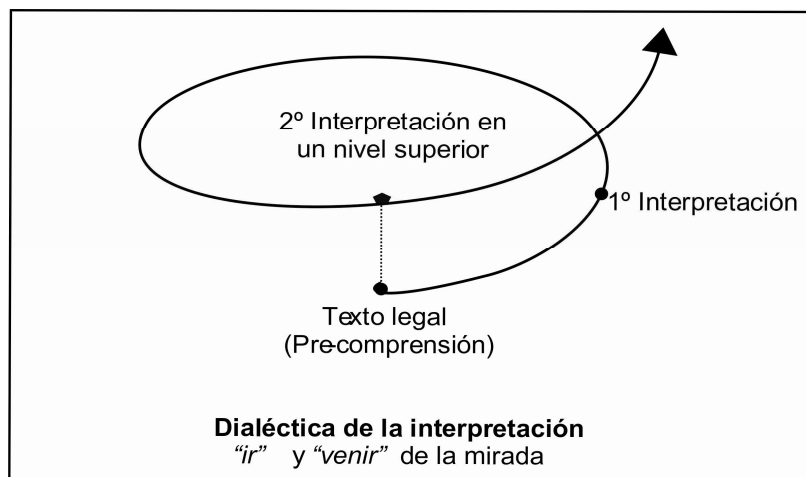 2º Interpretación en
un nivel superior
1º Interpretación
Texto legal
(Pre-comprensión)
Dialéctica de la interpretación
“ir” y “venir” de la mirada